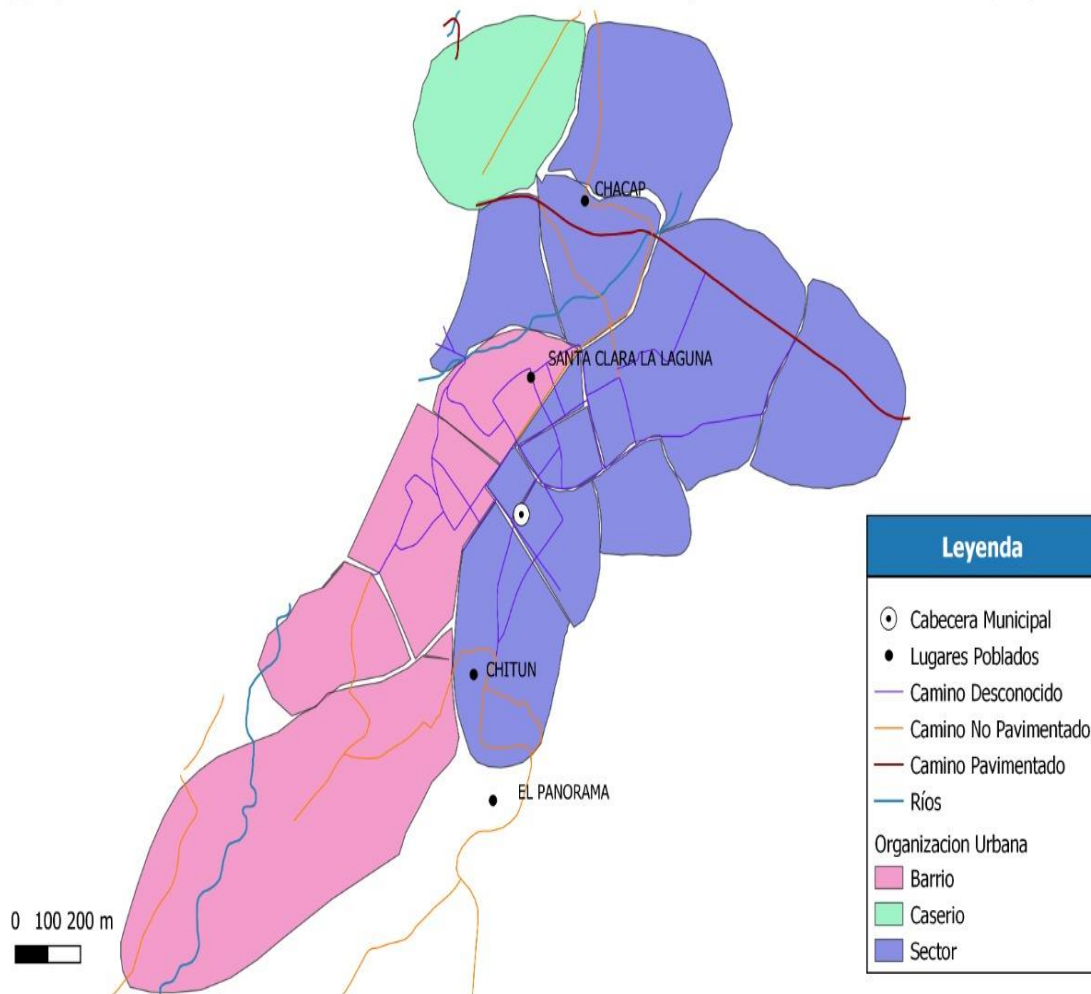 CHACAP
SANTA CLARA LA LAGUNA
CHITUN
EL PANORAMA
0 100 200 m
Leyenda
Cabecera Municipal
Lugares Poblados
Camino Desconocido
Camino No Pavimentado
Camino Pavimentado
Ríos
Organizacion Urbana
Barrio
Caserio
Sector